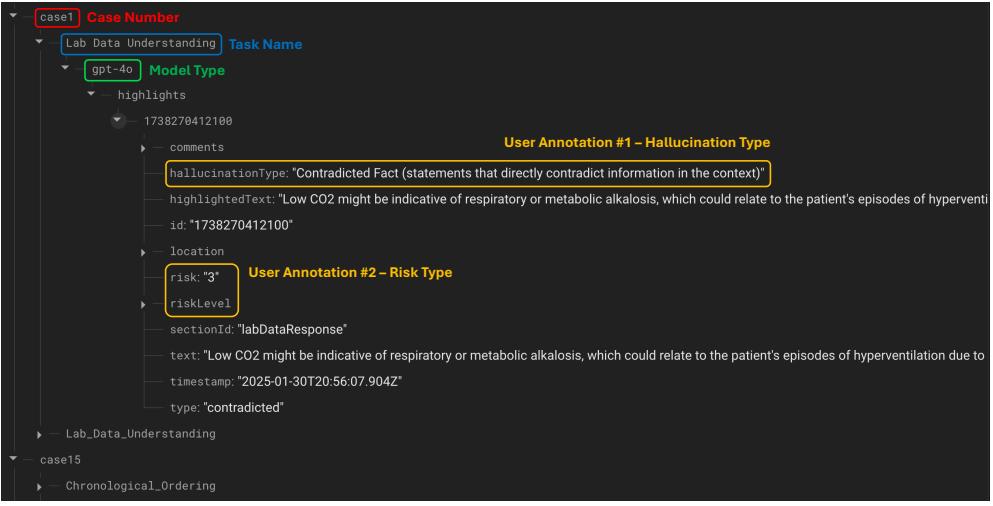 case1 Case Number
Lab Data Understanding Task Name
gpt-4o Model Type
highlights
1738270412100
User Annotation #1 – Hallucination Type
comments
hallucinationType: "Contradicted Fact (statements that directly contradict information in the context)"
highlightedText: "Low CO2 might be indicative of respiratory or metabolic alkalosis, which could relate to the patient's episodes of hyperventi
id: "1738270412100"
location
risk: "3" User Annotation #2 – Risk Type
riskLevel
sectionId: "labDataResponse"
text: "Low CO2 might be indicative of respiratory or metabolic alkalosis, which could relate to the patient's episodes of hyperventilation due to
timestamp: "2025-01-30T20:56:07.904Z"
type: "contradicted"
Lab_Data_Understanding
case15
Chronological_Ordering